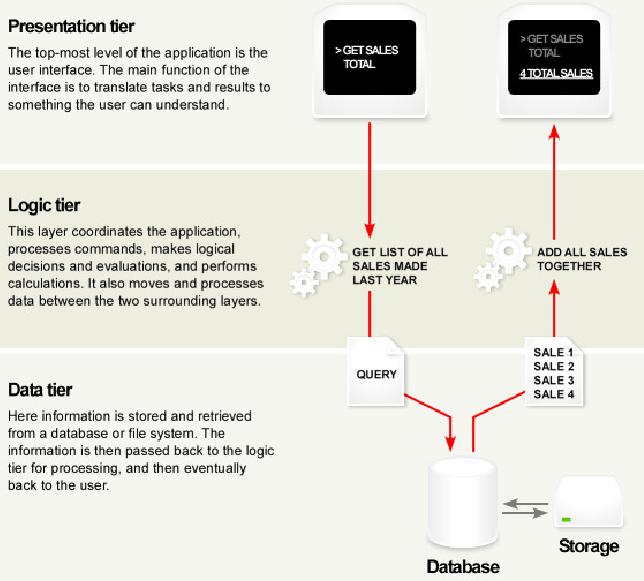 Presentation tier
The top-most level of the application is the
user interface. The main function of the
interface is to translate tasks and results to
something the user can understand.
>GET SALES
TOTAL
>GET SALES
TOTAL
4 TOTAL SALES
Logic tier
This layer coordinates the application,
processes commands, makes logical
decisions and evaluations, and performs
calculations. It also moves and processes
data between the two surrounding layers.
GET LIST OF ALL
SALES MADE
LAST YEAR
ADD ALL SALES
TOGETHER
Data tier
Here information is stored and retrieved
from a database or file system. The
information is then passed back to the logic
tier for processing, and then eventually
back to the user.
QUERY
SALE 1
SALE 2
SALE 3
SALE 4
Database
Storage